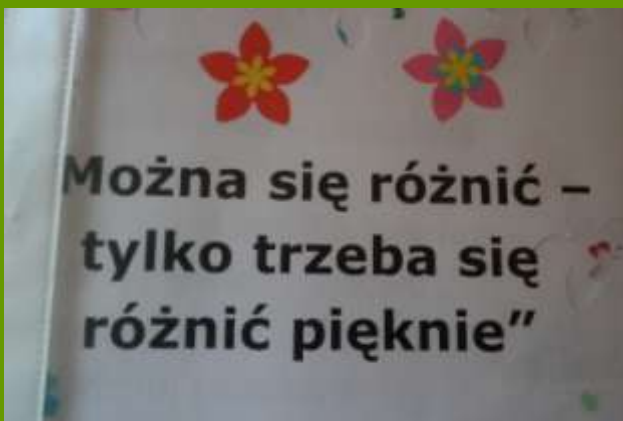 Można się różnić –
tylko trzeba się
różnić pięknie”